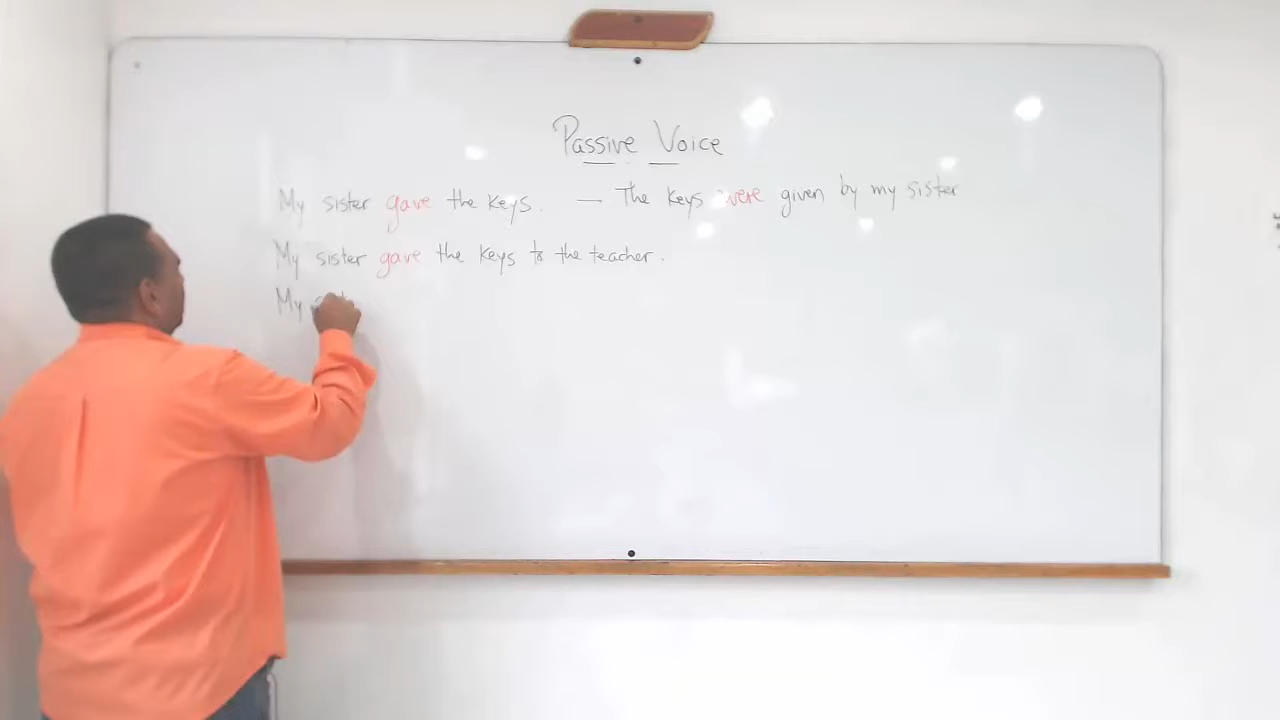 Passive Voice
My sister gave the keys. — The keys were given by my sister
My sister gave the keys to the teacher.
My